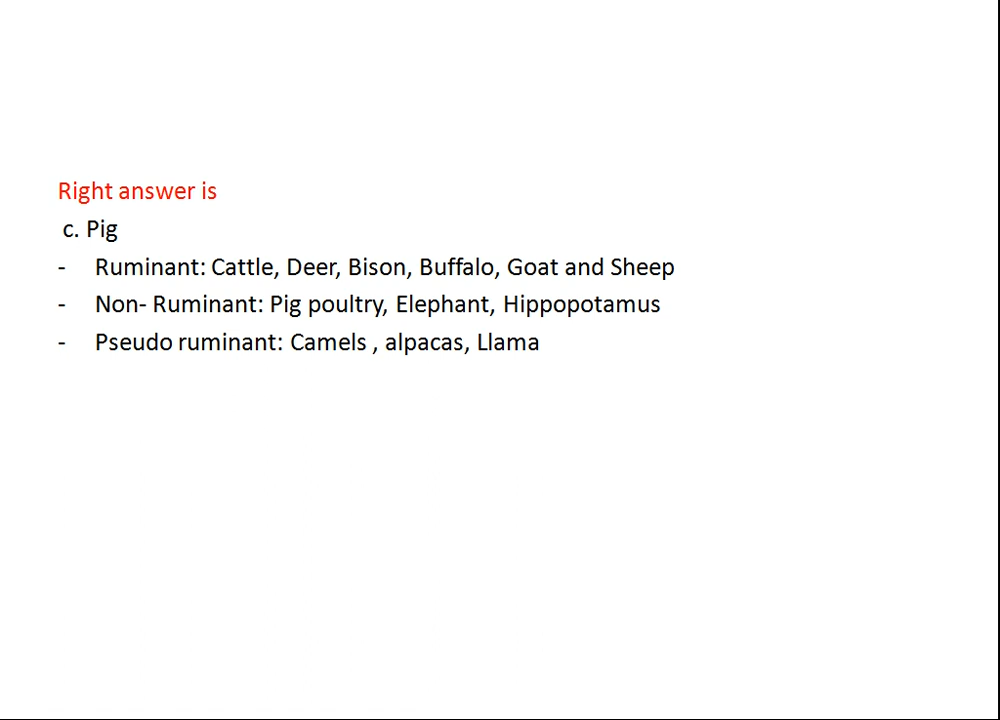 Right answer is
c. Pig
- Ruminant: Cattle, Deer, Bison, Buffalo, Goat and Sheep
- Non- Ruminant: Pig poultry, Elephant, Hippopotamus
- Pseudo ruminant: Camels , alpacas, Llama